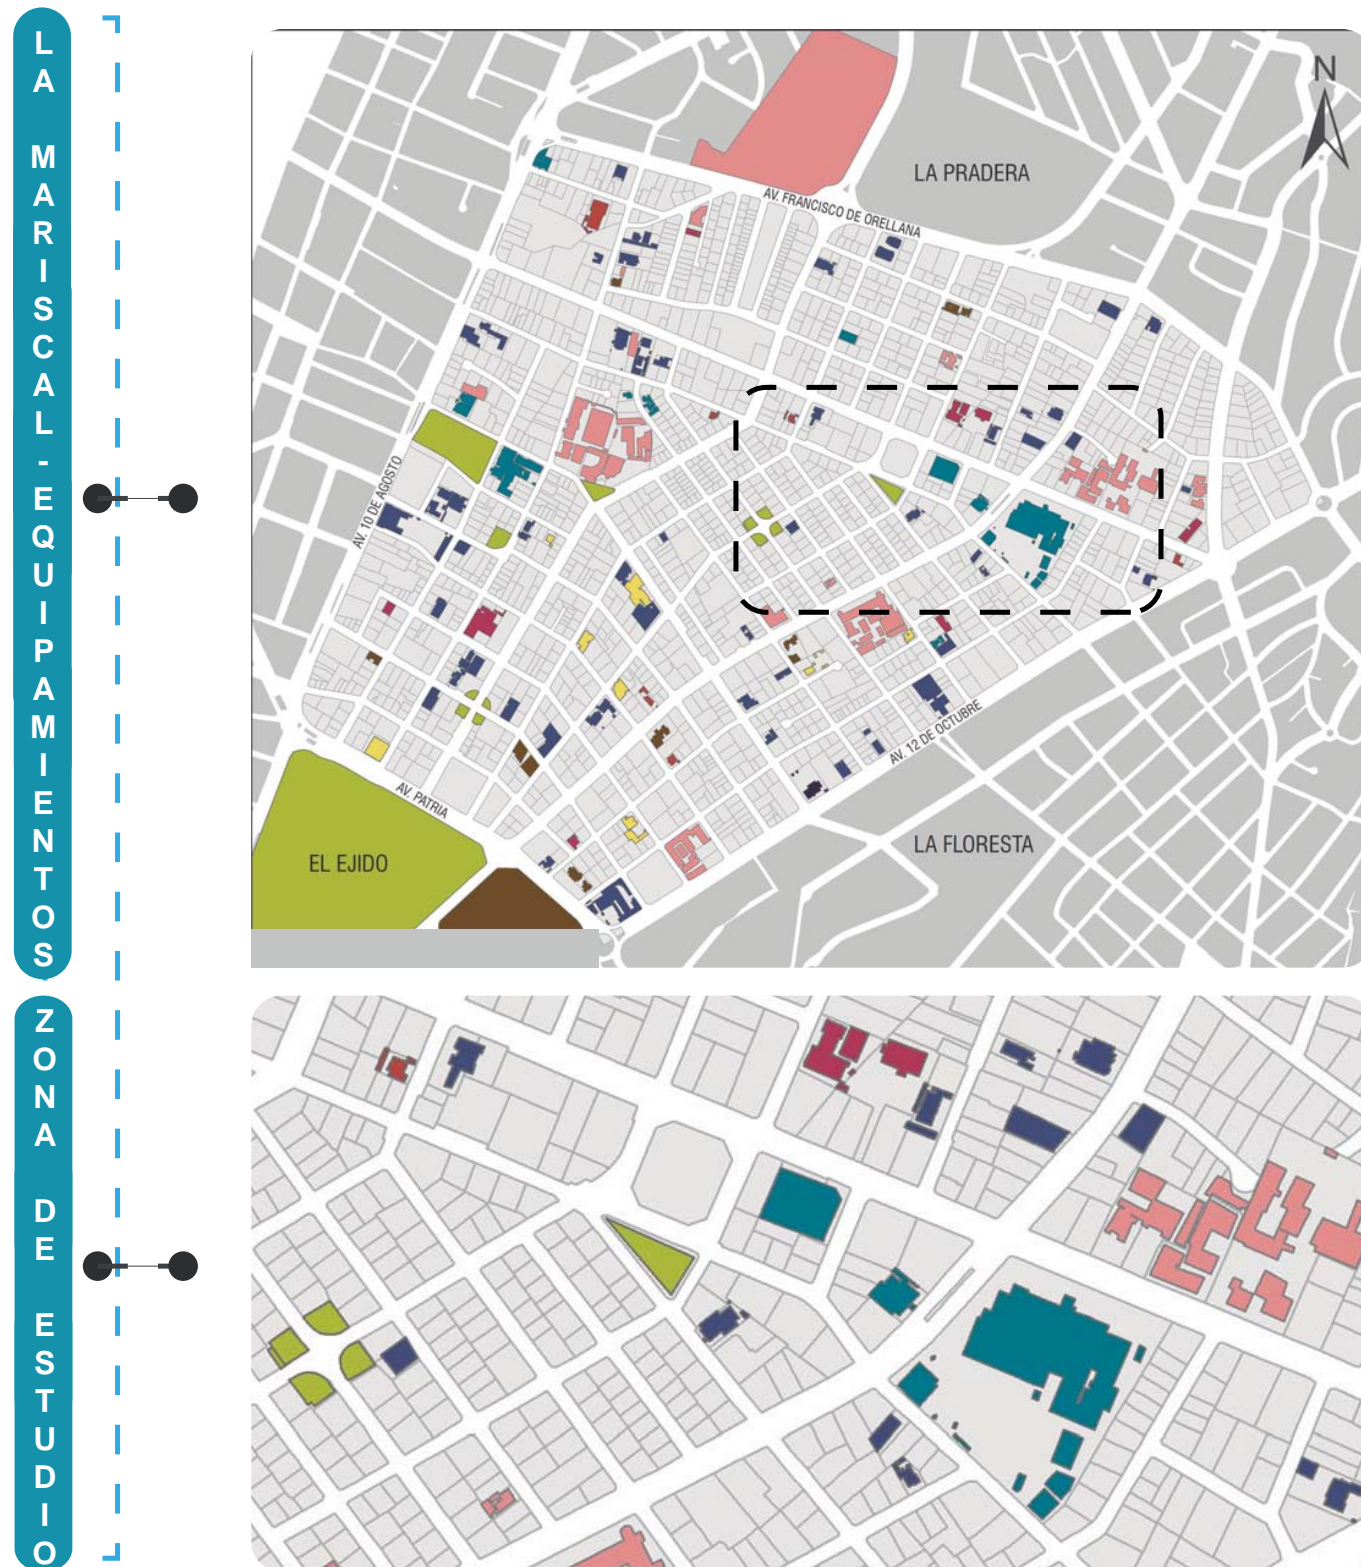 LA MARISCAL-EQUIPAMIENTOS
N
LA PRADERA
AV. FRANCISCO DE ORELLANA
AV. 10 DE AGOSTO
AV. 12 DE OCTUBRE
AV. PATRIA
LA FLORESTA
EL EJIDO
ZONA DE ESTUDIO